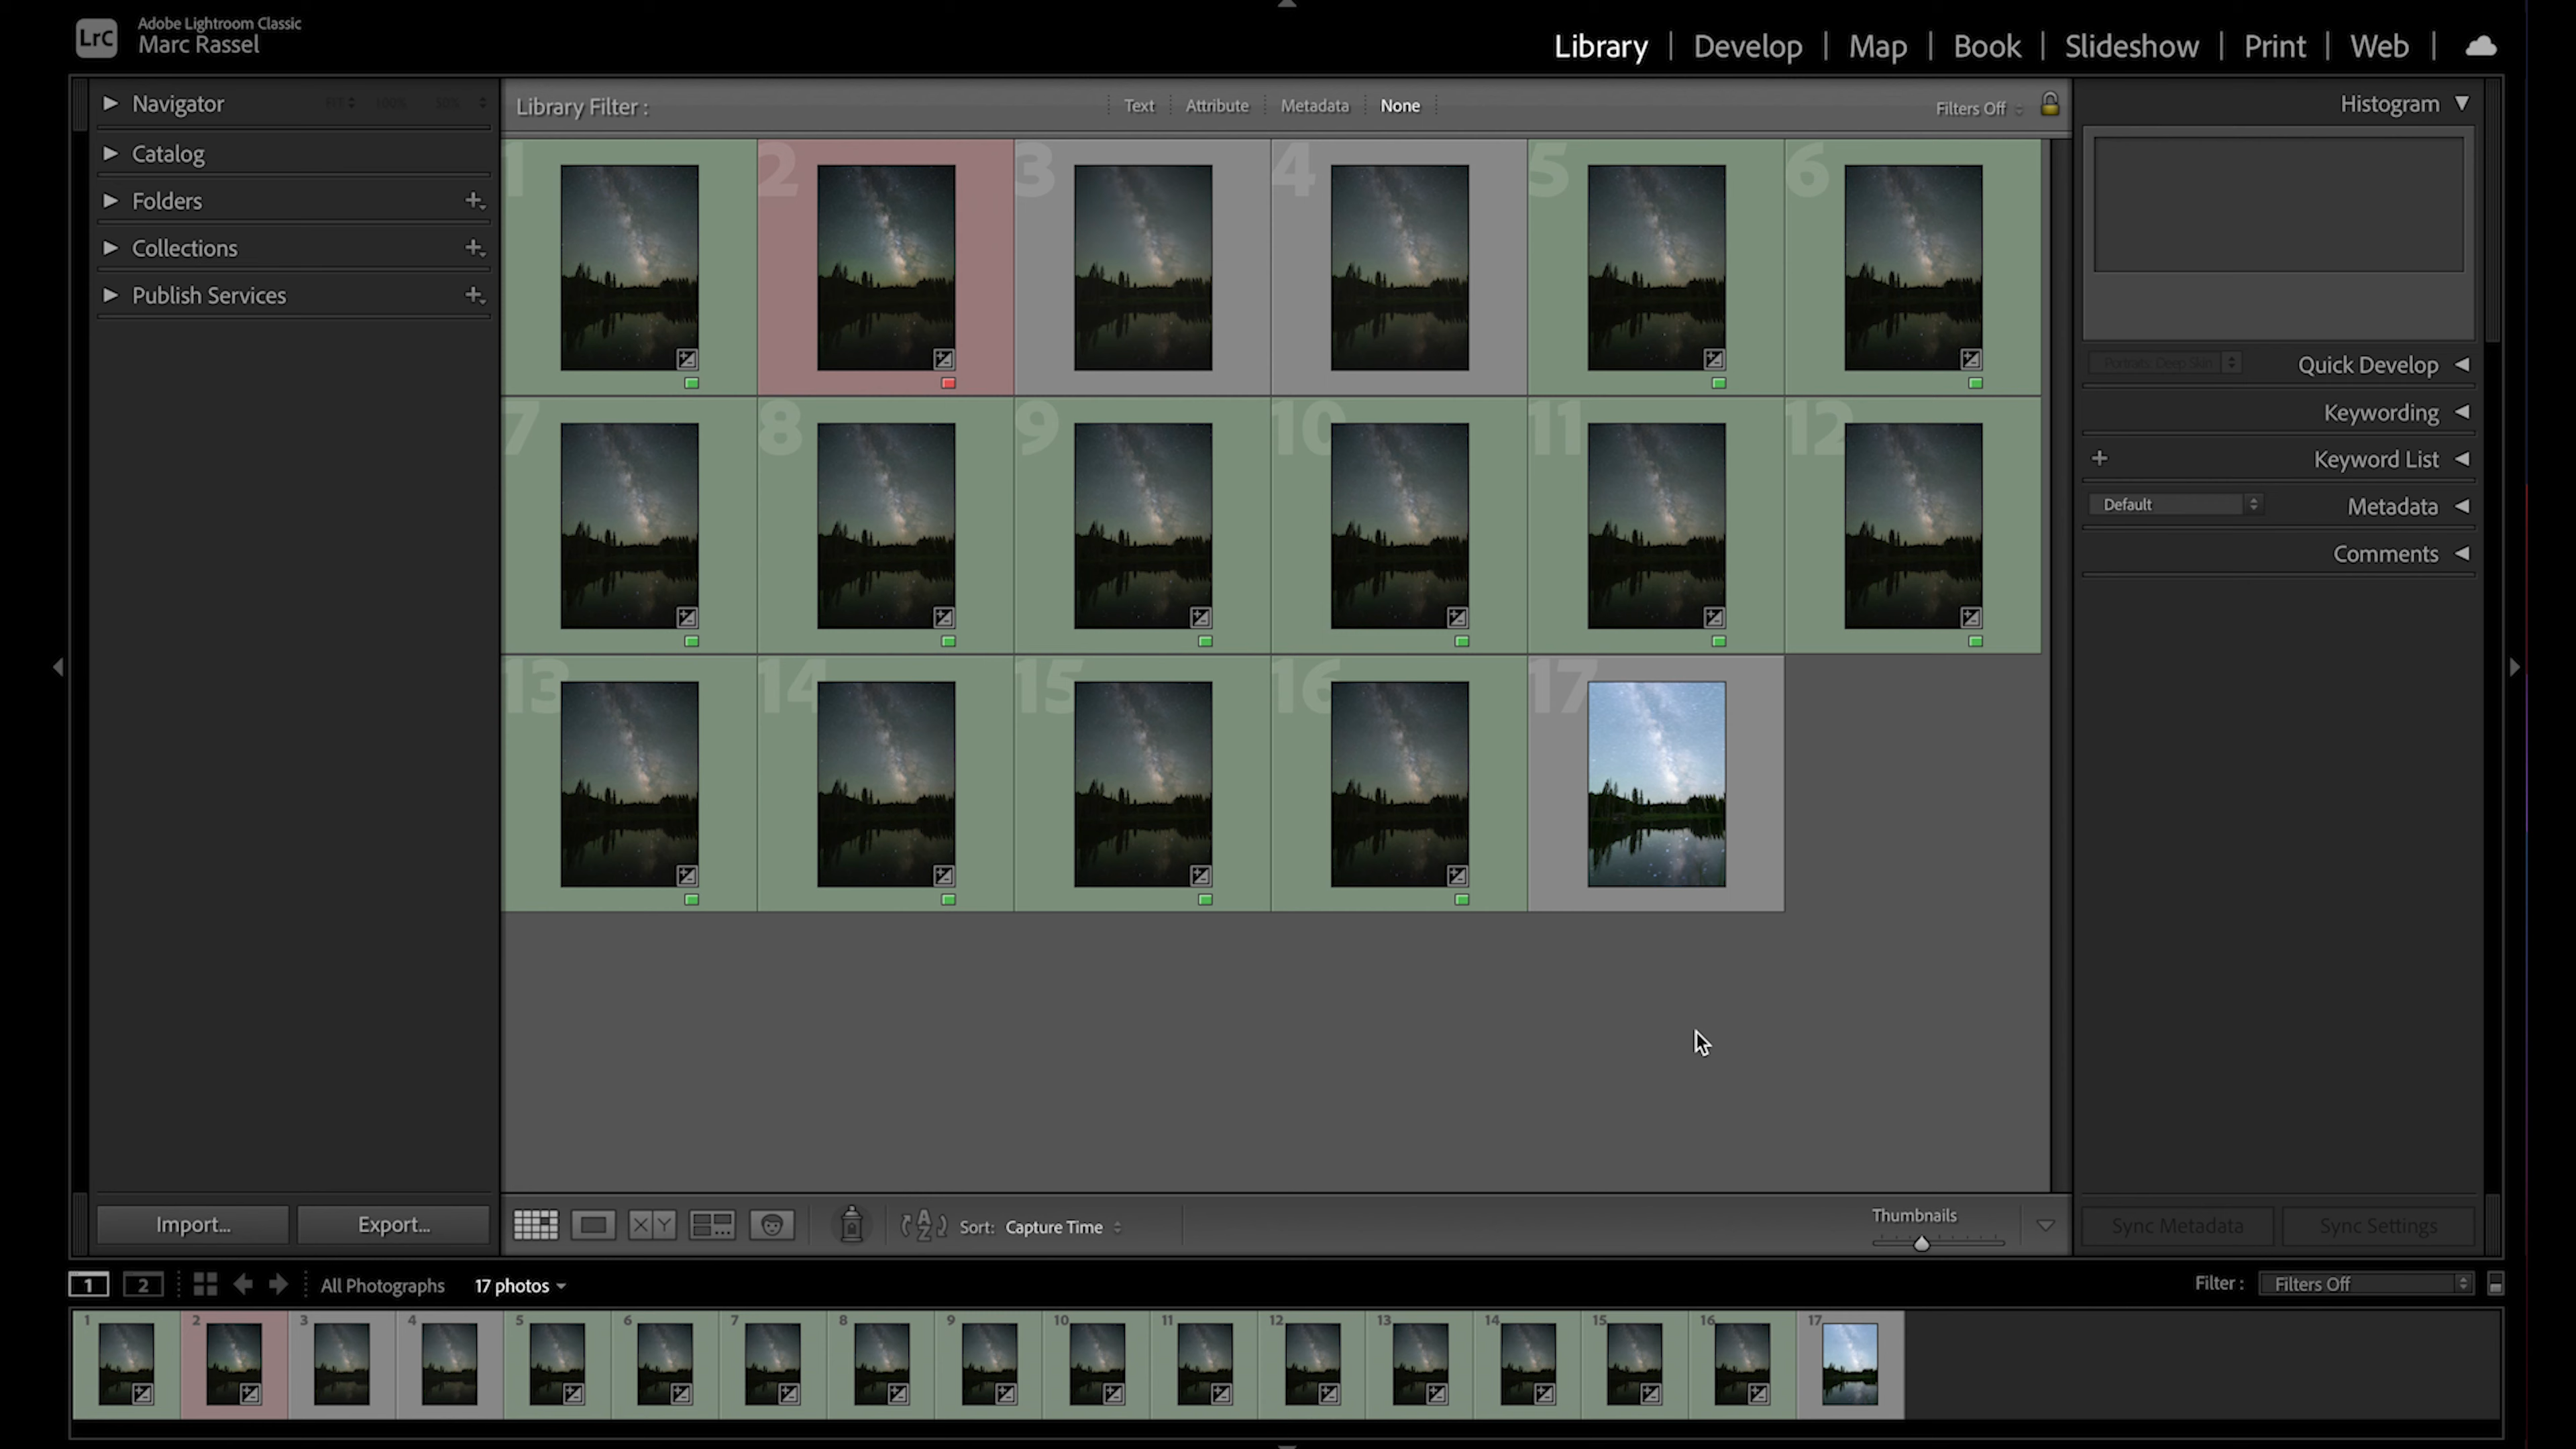 LrC
Adobe Lightroom Classic
Marc Rassel
Library | Develop | Map | Book | Slideshow | Print | Web |
Navigator FIT 100% 50%
Catalog
Folders
Collections
Publish Services
Library Filter :
Text Attribute Metadata None
Filters Off
Histogram
Quick Develop
Keywording
Keyword List
Default Metadata
Comments
1 2 3 4 5 6
7 8 9 10 11 12
13 14 15 16 17
Import...
Export...
X Y
A Z
Sort: Capture Time
Thumbnails
Sync Metadata
Sync Settings
1 2
All Photographs
17 photos
Filter :
Filters Off
1 2 3 4 5 6 7 8 9 10 11 12 13 14 15 16 17